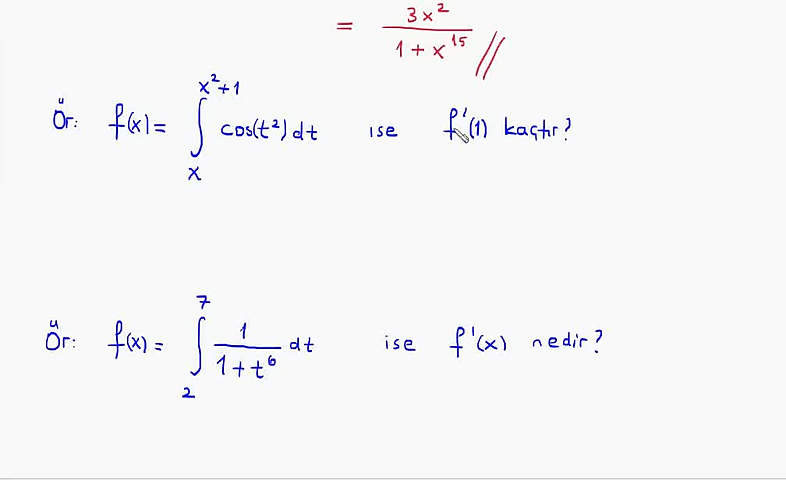 = 3x² / 1 + x¹⁵ //
Ör: f(x) = ∫ₓˣ²⁺¹ cos(t²) dt ise f'(1) kaçtır?
Ör: f(x) = ∫₂⁷ 1 / 1 + t⁶ dt ise f'(x) nedir?